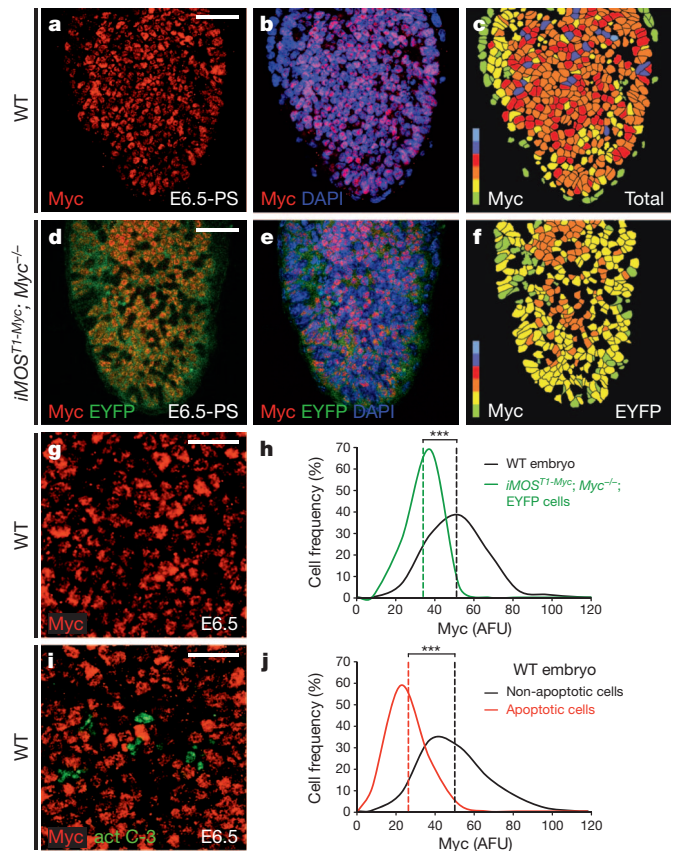 WT
a
Myc
E6.5-PS
b
Myc DAPI
c
Myc
Total
iMOS^T1-Myc; Myc^−/−
d
Myc EYFP
E6.5-PS
e
Myc EYFP DAPI
f
Myc
EYFP
WT
g
Myc
E6.5
h
***
WT embryo
iMOS^T1-Myc; Myc^−/−;
EYFP cells
Cell frequency (%)
70
60
50
40
30
20
10
0
0 20 40 60 80 100 120
Myc (AFU)
WT
i
Myc act C-3
E6.5
j
***
WT embryo
Non-apoptotic cells
Apoptotic cells
Cell frequency (%)
70
60
50
40
30
20
10
0
0 20 40 60 80 100 120
Myc (AFU)